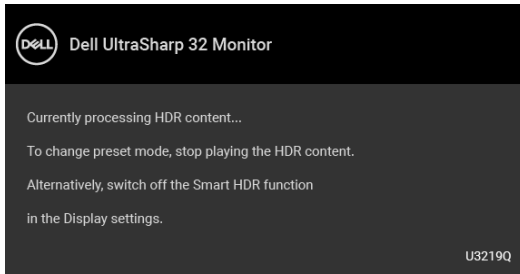 DELL
Dell UltraSharp 32 Monitor
Currently processing HDR content...
To change preset mode, stop playing the HDR content.
Alternatively, switch off the Smart HDR function
in the Display settings.
U3219Q